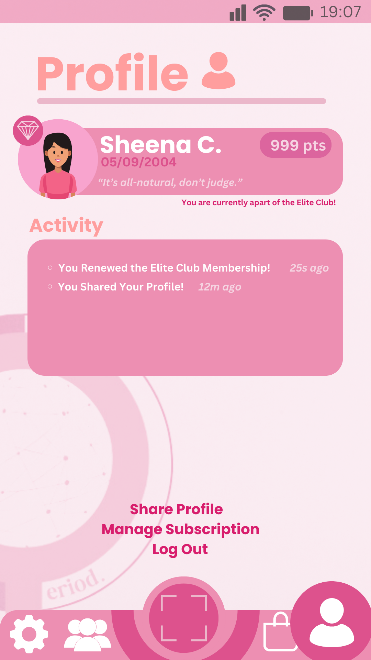 19:07
Profile
Sheena C.
999 pts
05/09/2004
"It's all-natural, don't judge."
You are currently apart of the Elite Club!
Activity
You Renewed the Elite Club Membership! 25s ago
You Shared Your Profile! 12m ago
Share Profile
Manage Subscription
Log Out
eriod.